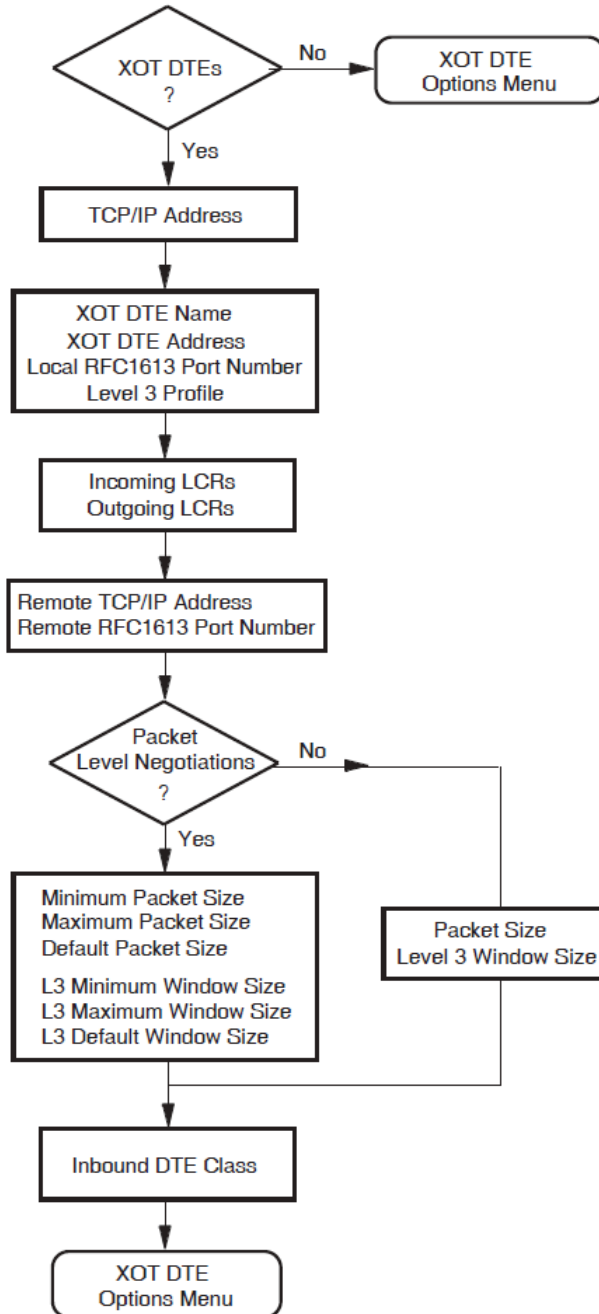 XOT DTEs
?
No
XOT DTE
Options Menu
Yes
TCP/IP Address
XOT DTE Name
XOT DTE Address
Local RFC1613 Port Number
Level 3 Profile
Incoming LCRs
Outgoing LCRs
Remote TCP/IP Address
Remote RFC1613 Port Number
Packet
Level Negotiations
?
No
Yes
Minimum Packet Size
Maximum Packet Size
Default Packet Size
L3 Minimum Window Size
L3 Maximum Window Size
L3 Default Window Size
Packet Size
Level 3 Window Size
Inbound DTE Class
XOT DTE
Options Menu